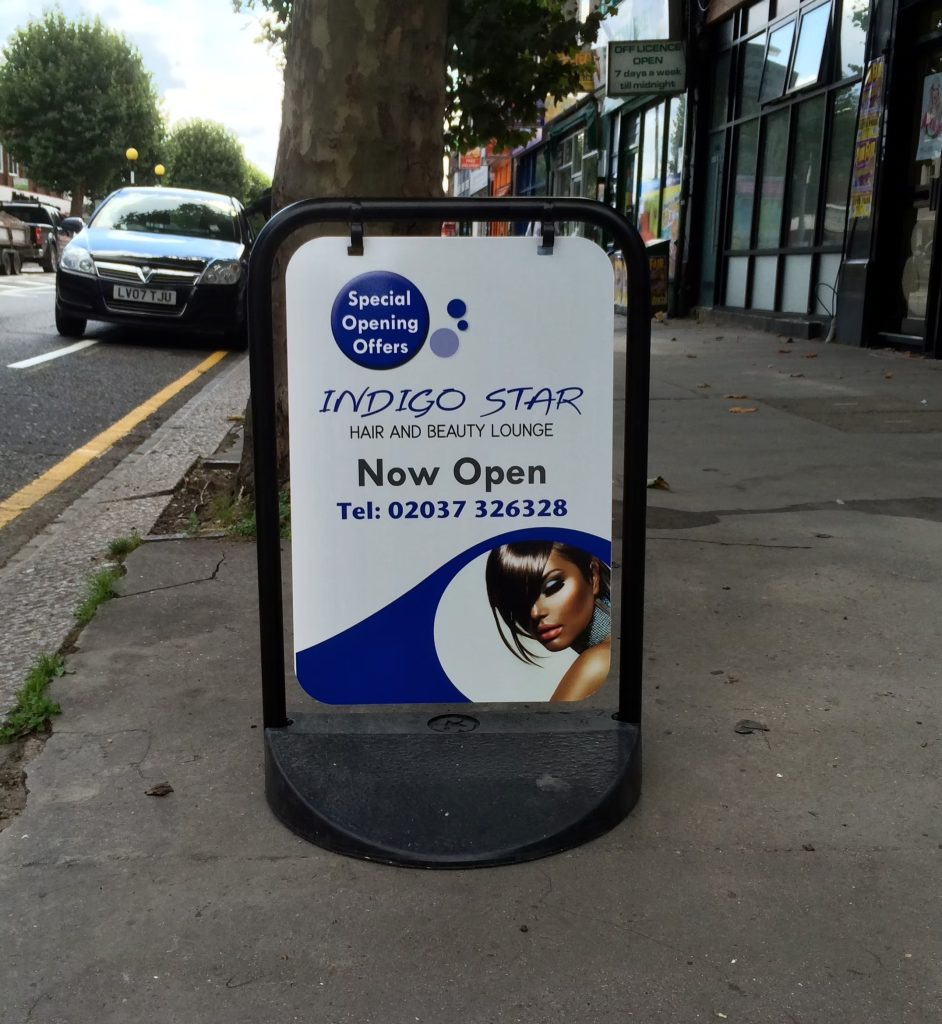 OFF LICENCE
OPEN
7 days a week
till midnight
LV07 TJU
Special
Opening
Offers
INDIGO STAR
HAIR AND BEAUTY LOUNGE
Now Open
Tel: 02037 326328